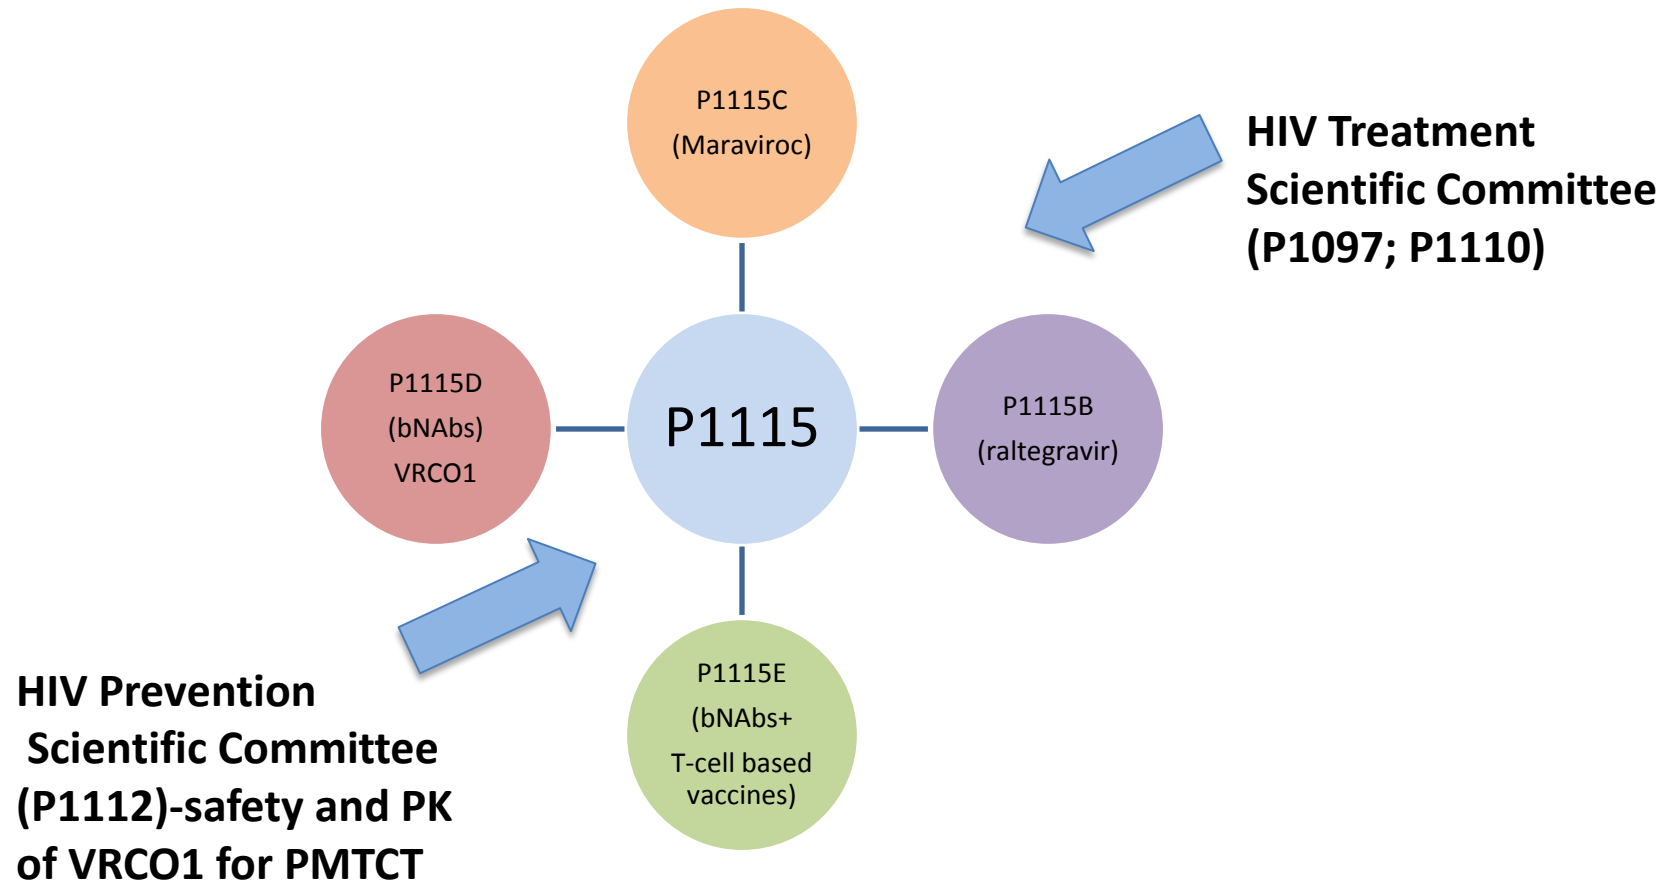 P1115C
(Maraviroc)
HIV Treatment
Scientific Committee
(P1097; P1110)
P1115D
(bNAbs)
VRCO1
P1115
P1115B
(raltegravir)
P1115E
(bNAbs+
T-cell based
vaccines)
HIV Prevention
Scientific Committee
(P1112)-safety and PK
of VRCO1 for PMTCT